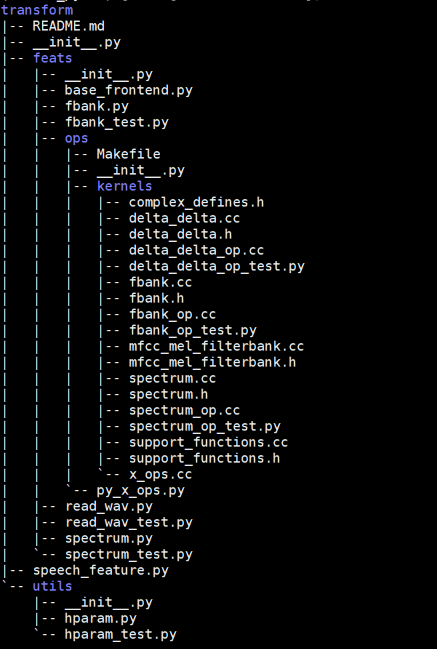 transform
|-- README.md
|-- __init__.py
|-- feats
|   |-- __init__.py
|   |-- base_frontend.py
|   |-- fbank.py
|   |-- fbank_test.py
|   |-- ops
|   |   |-- Makefile
|   |   |-- __init__.py
|   |   |-- kernels
|   |   |   |-- complex_defines.h
|   |   |   |-- delta_delta.cc
|   |   |   |-- delta_delta.h
|   |   |   |-- delta_delta_op.cc
|   |   |   |-- delta_delta_op_test.py
|   |   |   |-- fbank.cc
|   |   |   |-- fbank.h
|   |   |   |-- fbank_op.cc
|   |   |   |-- fbank_op_test.py
|   |   |   |-- mfcc_mel_filterbank.cc
|   |   |   |-- mfcc_mel_filterbank.h
|   |   |   |-- spectrum.cc
|   |   |   |-- spectrum.h
|   |   |   |-- spectrum_op.cc
|   |   |   |-- spectrum_op_test.py
|   |   |   |-- support_functions.cc
|   |   |   |-- support_functions.h
|   |   |   `-- x_ops.cc
|   |   `-- py_x_ops.py
|   |-- read_wav.py
|   |-- read_wav_test.py
|   |-- spectrum.py
|   `-- spectrum_test.py
|-- speech_feature.py
`-- utils
    |-- __init__.py
    |-- hparam.py
    `-- hparam_test.py